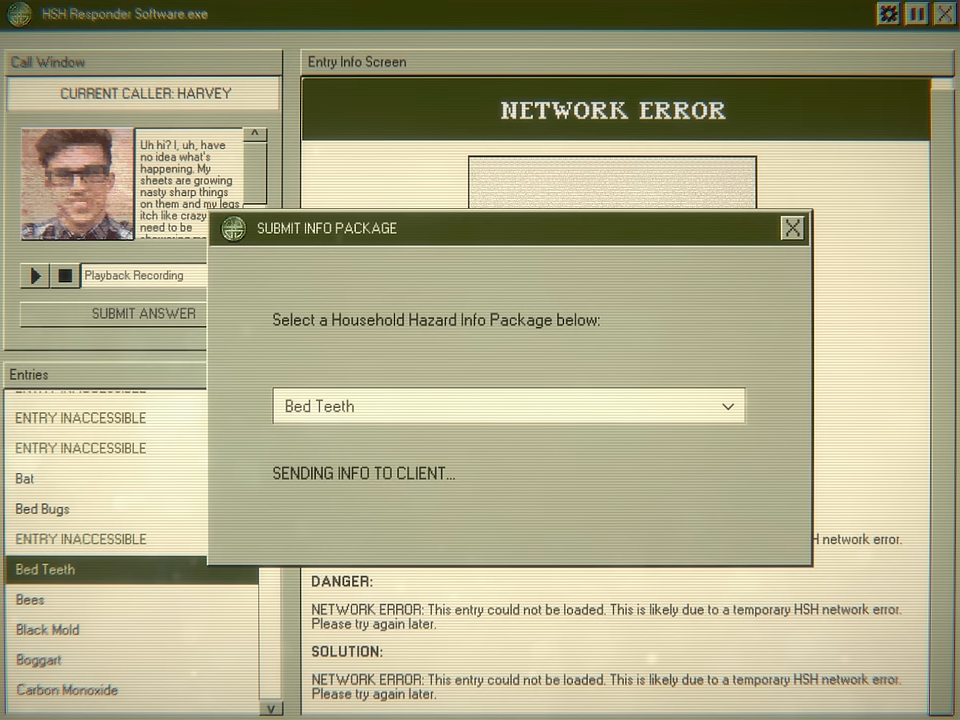 HSH Responder Software.exe
Call Window
CURRENT CALLER: HARVEY
Uh hi? I, uh, have
no idea what's
happening. My
sheets are growing
nasty sharp things
on them and my legs
itch like crazy
need to be
Playback Recording
SUBMIT ANSWER
Entries
ENTRY INACCESSIBLE
ENTRY INACCESSIBLE
ENTRY INACCESSIBLE
Bat
Bed Bugs
ENTRY INACCESSIBLE
Bed Teeth
Bees
Black Mold
Boggart
Carbon Monoxide
Entry Info Screen
NETWORK ERROR
SUBMIT INFO PACKAGE
Select a Household Hazard Info Package below:
Bed Teeth
SENDING INFO TO CLIENT...
HSH network error.
DANGER:
NETWORK ERROR: This entry could not be loaded. This is likely due to a temporary HSH network error.
Please try again later.
SOLUTION:
NETWORK ERROR: This entry could not be loaded. This is likely due to a temporary HSH network error.
Please try again later.